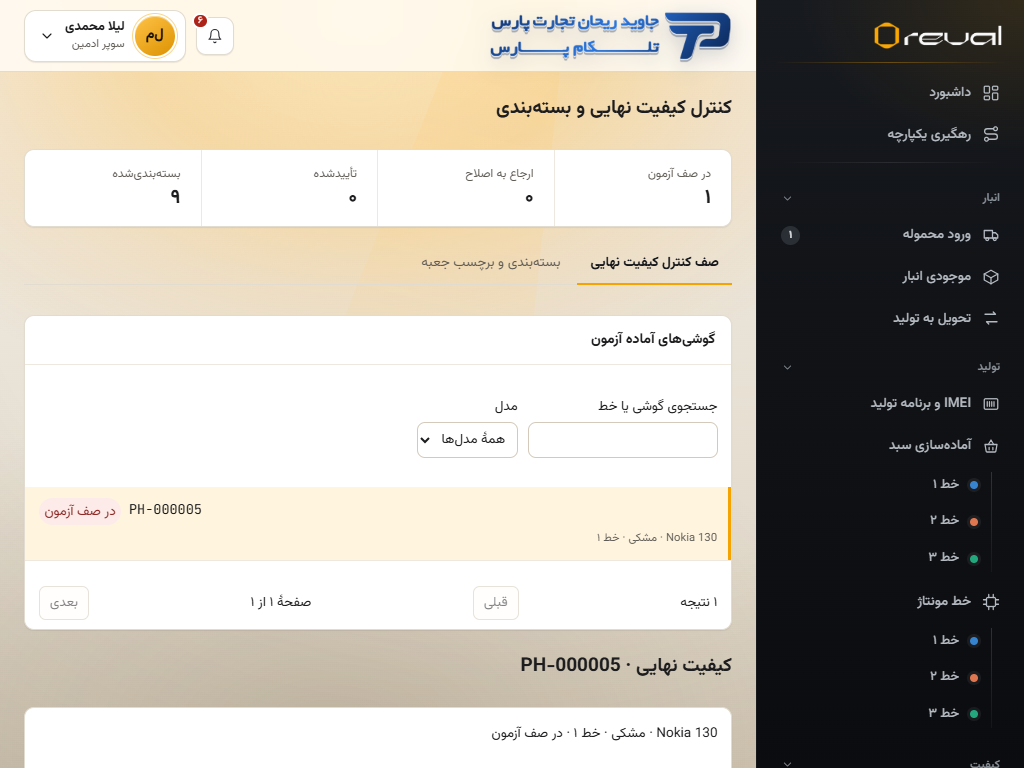 reval
داشبورد
رهگیری یکپارچه
انبار
ورود محموله
۱
موجودی انبار
تحویل به تولید
تولید
IMEI و برنامه تولید
آماده‌سازی سبد
خط ۱
خط ۲
خط ۳
خط مونتاژ
خط ۱
خط ۲
خط ۳
کیفیت
جاوید ریحان تجارت پارس
تلکام پارس
۶
لیلا محمدی
سوپر ادمین
لم
کنترل کیفیت نهایی و بسته‌بندی
در صف آزمون
۱
ارجاع به اصلاح
۰
تأییدشده
۰
بسته‌بندی‌شده
۹
صف کنترل کیفیت نهایی
بسته‌بندی و برچسب جعبه
گوشی‌های آماده آزمون
جستجوی گوشی یا خط
مدل
همهٔ مدل‌ها
PH-000005
در صف آزمون
Nokia 130 · مشکی · خط ۱
۱ نتیجه
قبلی
صفحهٔ ۱ از ۱
بعدی
کیفیت نهایی · PH-000005
Nokia 130 · مشکی · خط ۱ · در صف آزمون